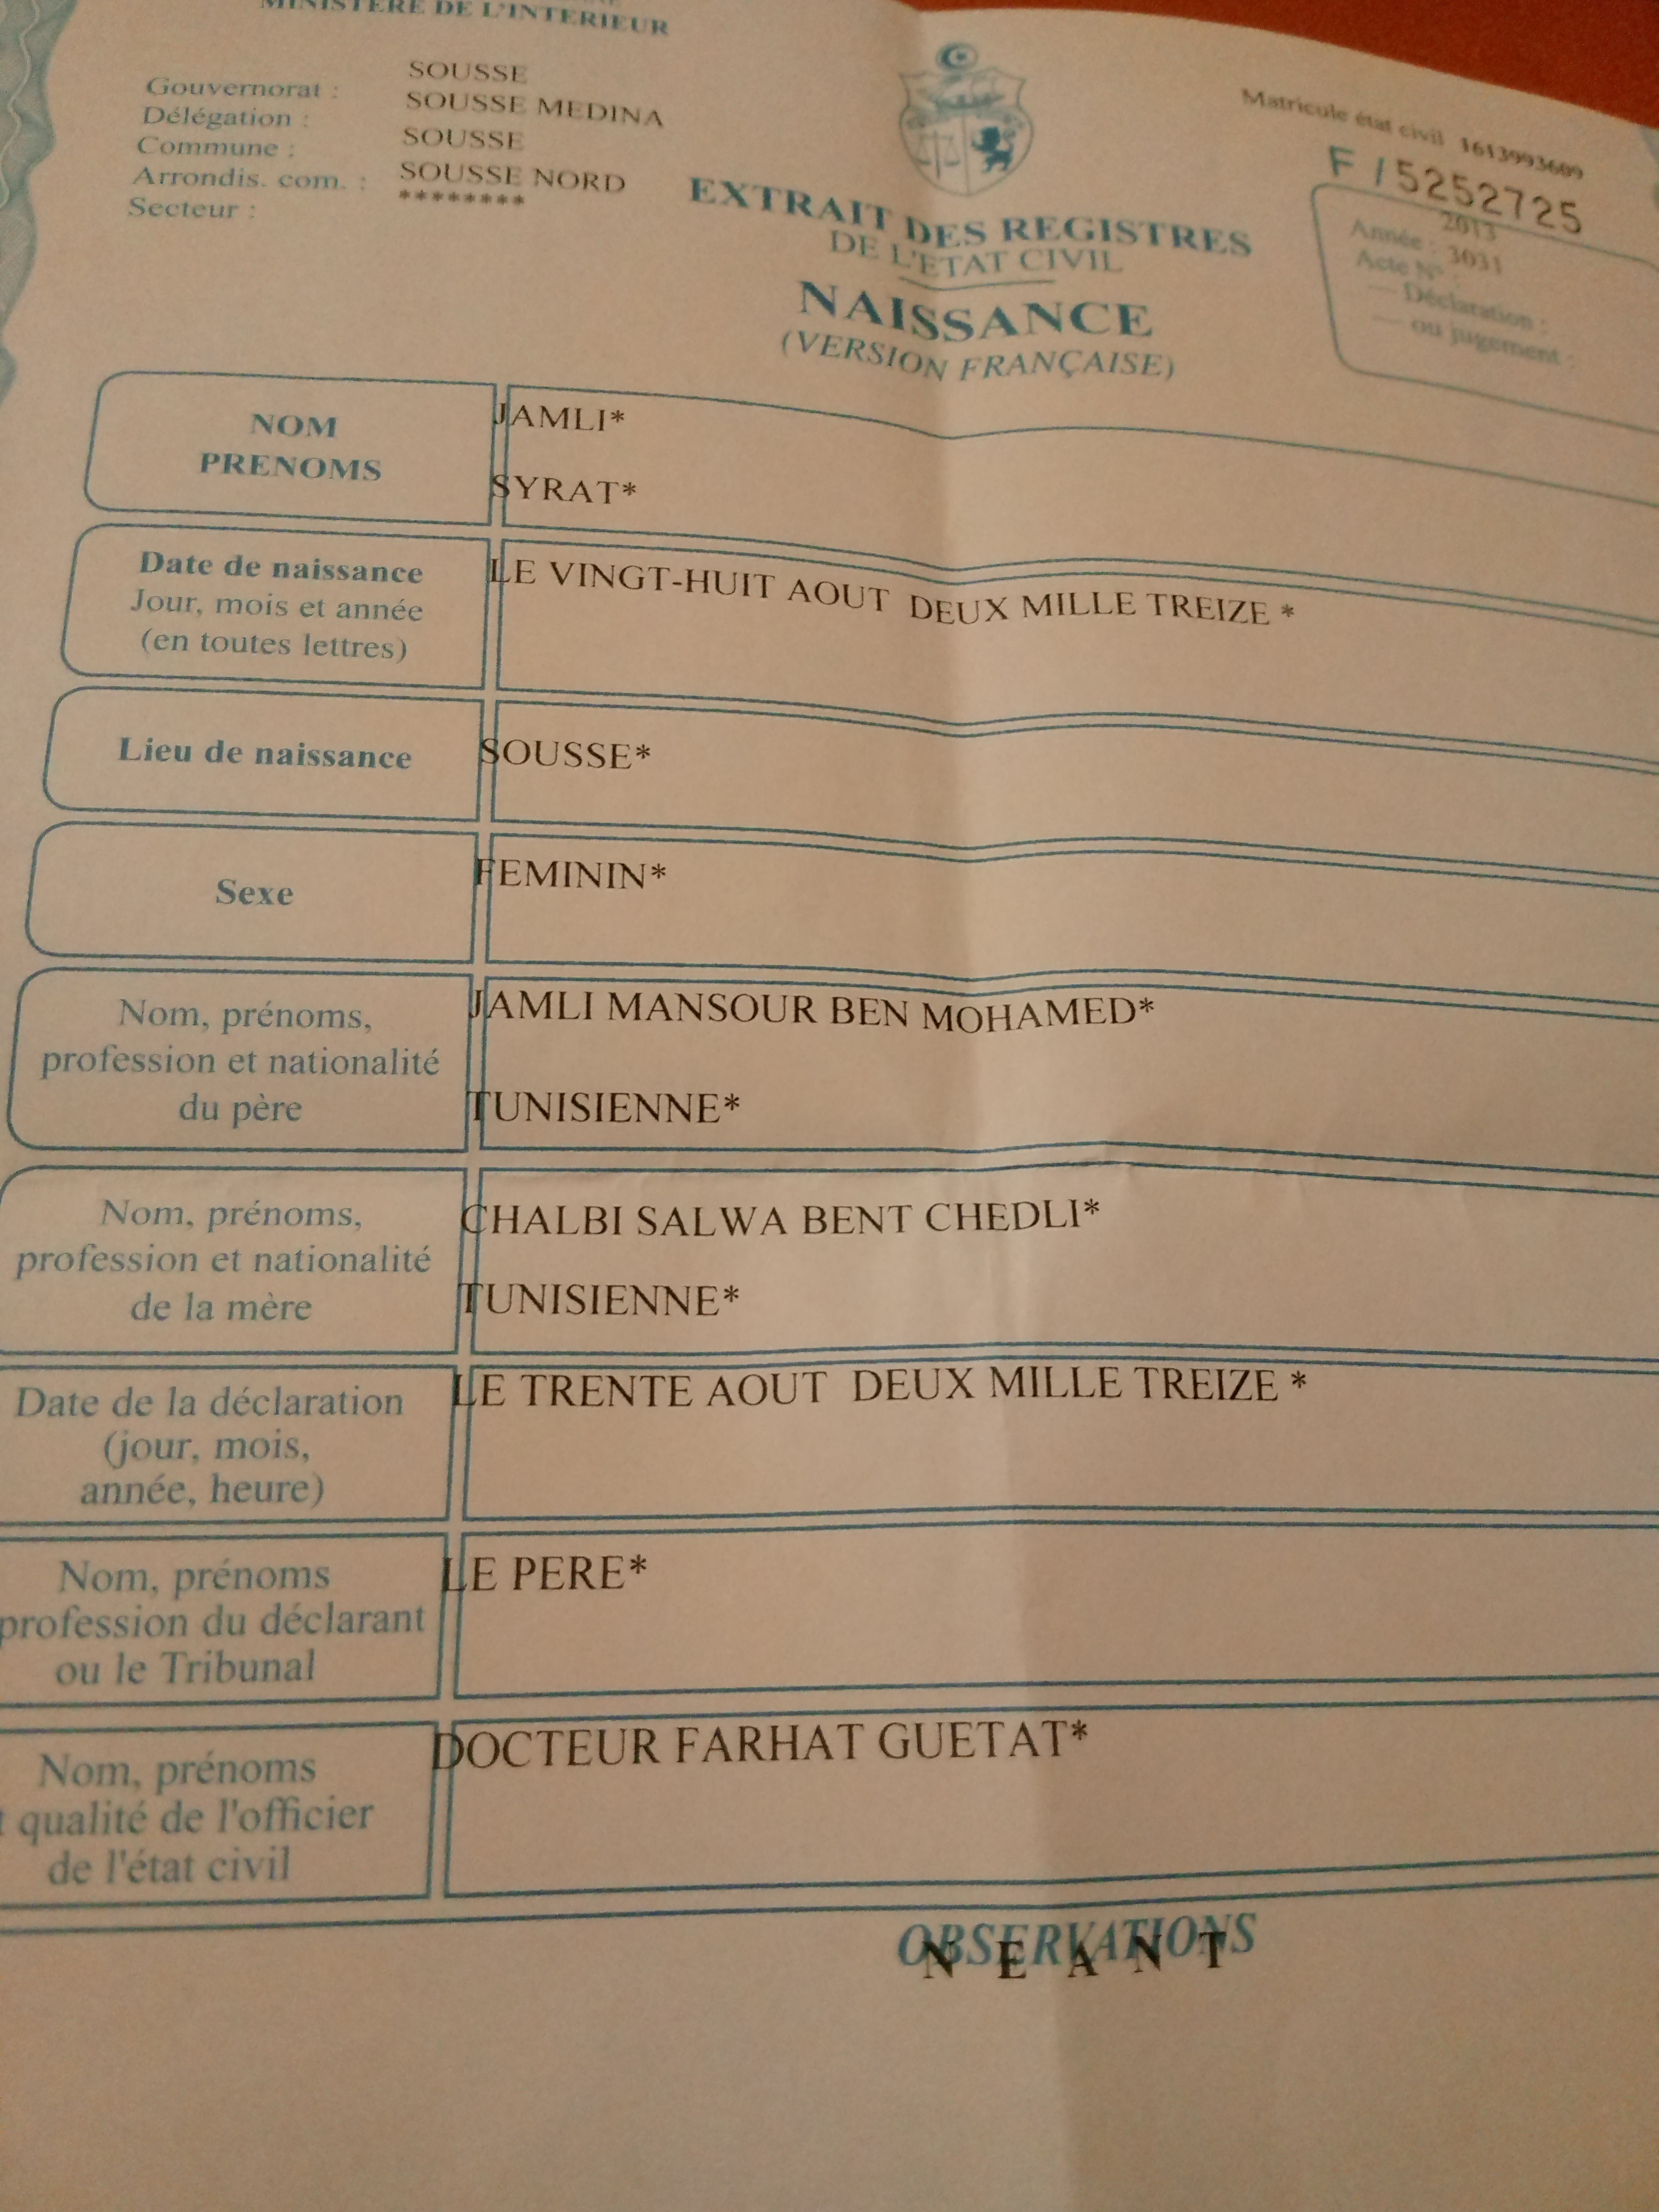 MINISTERE DE L'INTERIEUR
Gouvernorat : SOUSSE
Délégation : SOUSSE MEDINA
Commune : SOUSSE
Arrondis. com. : SOUSSE NORD
Secteur : ********
Matricule état civil 1613993609
F / 5252725
Année : 2013
Acte N° 3031
— Déclaration :
— ou jugement :
EXTRAIT DES REGISTRES
DE L'ETAT CIVIL
NAISSANCE
(VERSION FRANÇAISE)
NOM
PRENOMS
JAMLI*
SYRAT*
Date de naissance
Jour, mois et année
(en toutes lettres)
LE VINGT-HUIT AOUT DEUX MILLE TREIZE *
Lieu de naissance
SOUSSE*
Sexe
FEMININ*
Nom, prénoms,
profession et nationalité
du père
JAMLI MANSOUR BEN MOHAMED*
TUNISIENNE*
Nom, prénoms,
profession et nationalité
de la mère
CHALBI SALWA BENT CHEDLI*
TUNISIENNE*
Date de la déclaration
(jour, mois,
année, heure)
LE TRENTE AOUT DEUX MILLE TREIZE *
Nom, prénoms
profession du déclarant
ou le Tribunal
LE PERE*
Nom, prénoms
t qualité de l'officier
de l'état civil
DOCTEUR FARHAT GUETAT*
OBSERVATIONS
N E A N T